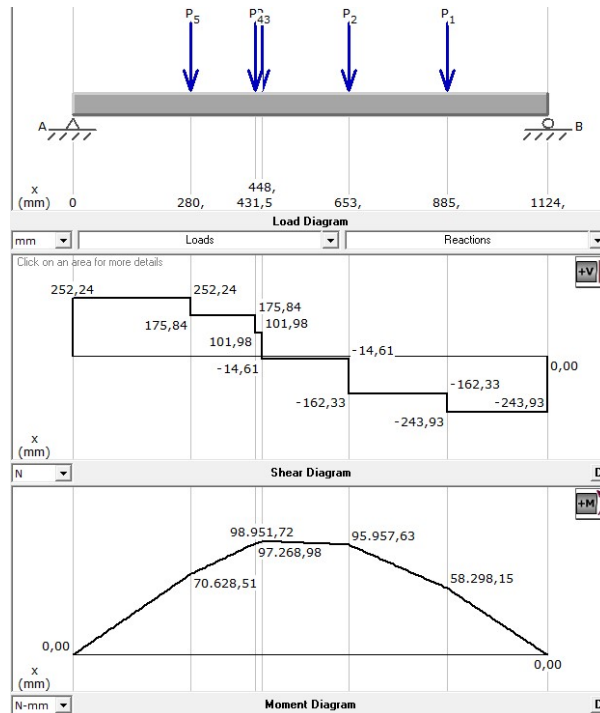 P5 P3 43 P2 P1
A B
448,
x
(mm) 0 280, 431,5 653, 885, 1124,
Load Diagram
mm Loads Reactions
Click on an area for more details
+V
252,24 252,24
175,84 175,84
101,98 101,98
-14,61 -14,61
0,00
-162,33 -162,33
-243,93 -243,93
x
(mm)
N Shear Diagram D
+M
98.951,72 95.957,63
97.268,98
70.628,51 58.298,15
0,00 0,00
x
(mm)
N-mm Moment Diagram D